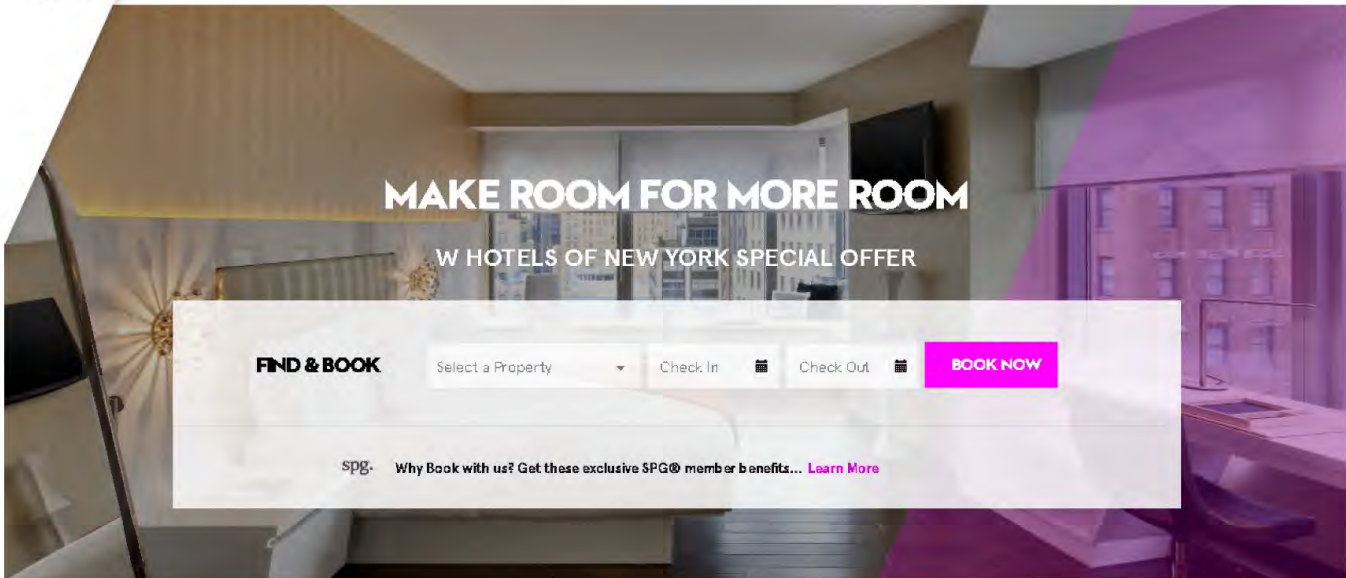 MAKE ROOM FOR MORE ROOM
W HOTELS OF NEW YORK SPECIAL OFFER
FIND & BOOK Select a Property Check In Check Out BOOK NOW
spg. Why Book with us? Get these exclusive SPG® member benefits... Learn More